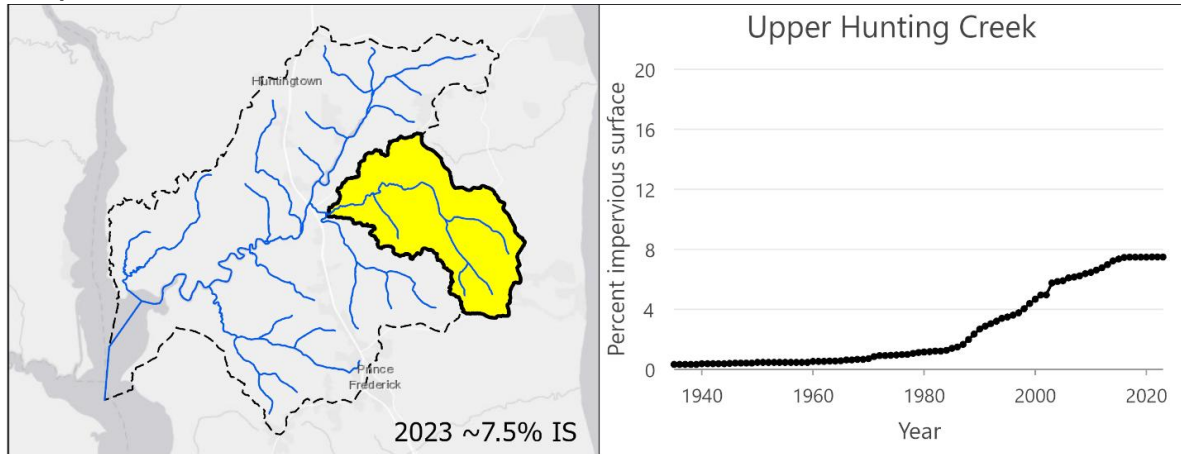 Huntingtown
Prince
Frederick
2023 ~7.5% IS
Upper Hunting Creek
Percent impervious surface
20
16
12
8
4
0
1940
1960
1980
2000
2020
Year